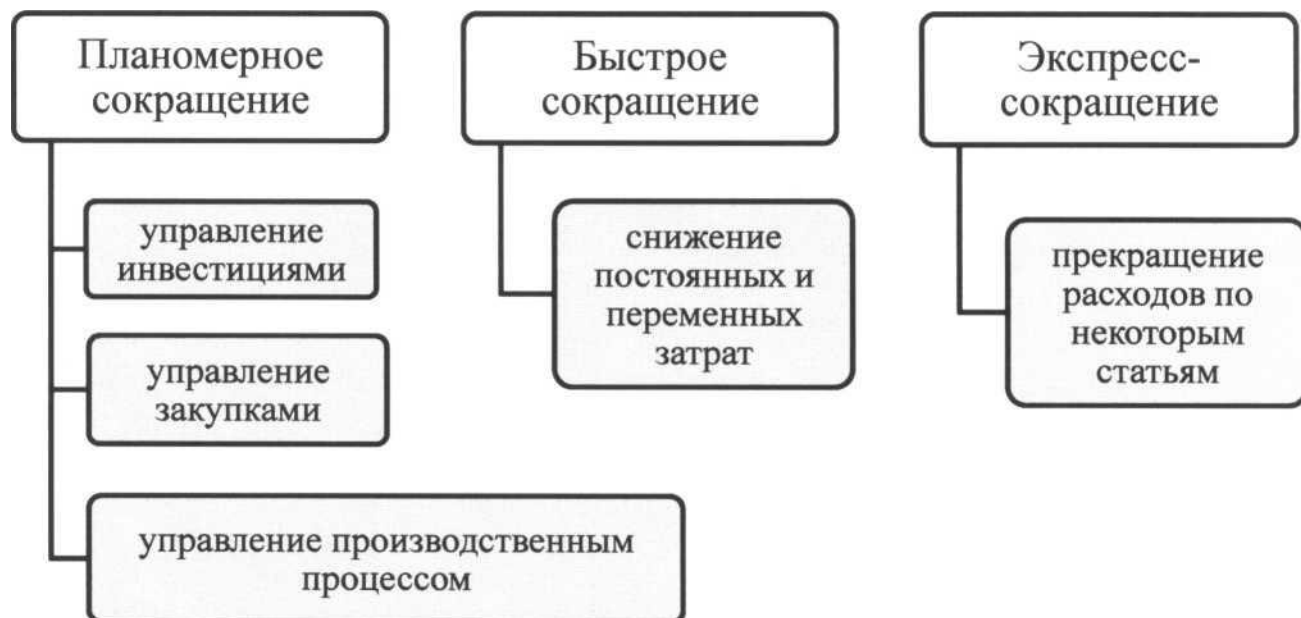 Планомерное
сокращение
управление
инвестициями
управление
закупками
управление производственным
процессом
Быстрое
сокращение
снижение
постоянных и
переменных
затрат
Экспресс-
сокращение
прекращение
расходов по
некоторым
статьям